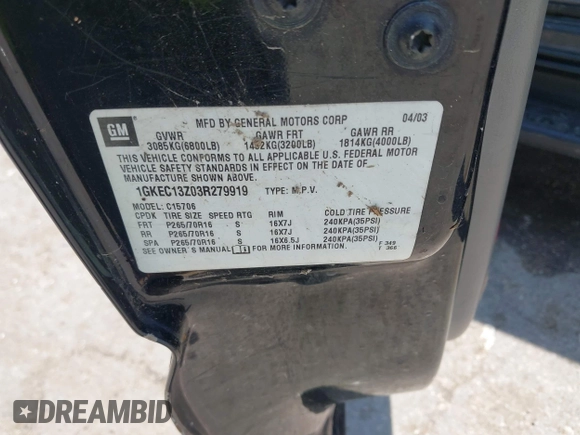 GM
MFD BY GENERAL MOTORS CORP 04/03
GVWR GAWR FRT GAWR RR
3085KG(6800LB) 1452KG(3200LB) 1814KG(4000LB)
THIS VEHICLE CONFORMS TO ALL APPLICABLE U.S. FEDERAL MOTOR
VEHICLE SAFETY STANDARDS IN EFFECT ON THE DATE OF
MANUFACTURE SHOWN ABOVE.
1GKEC13Z03R279919 TYPE: M.P.V.
MODEL: C15706
CPDK TIRE SIZE SPEED RTG RIM COLD TIRE PRESSURE
FRT P265/70R16 S 16X7J 240KPA(35PSI)
RR P265/70R16 S 16X7J 240KPA(35PSI)
SPA P265/70R16 S 16X6.5J 240KPA(35PSI)
SEE OWNER'S MANUAL FOR MORE INFORMATION. F 349
T 366
DREAMBID